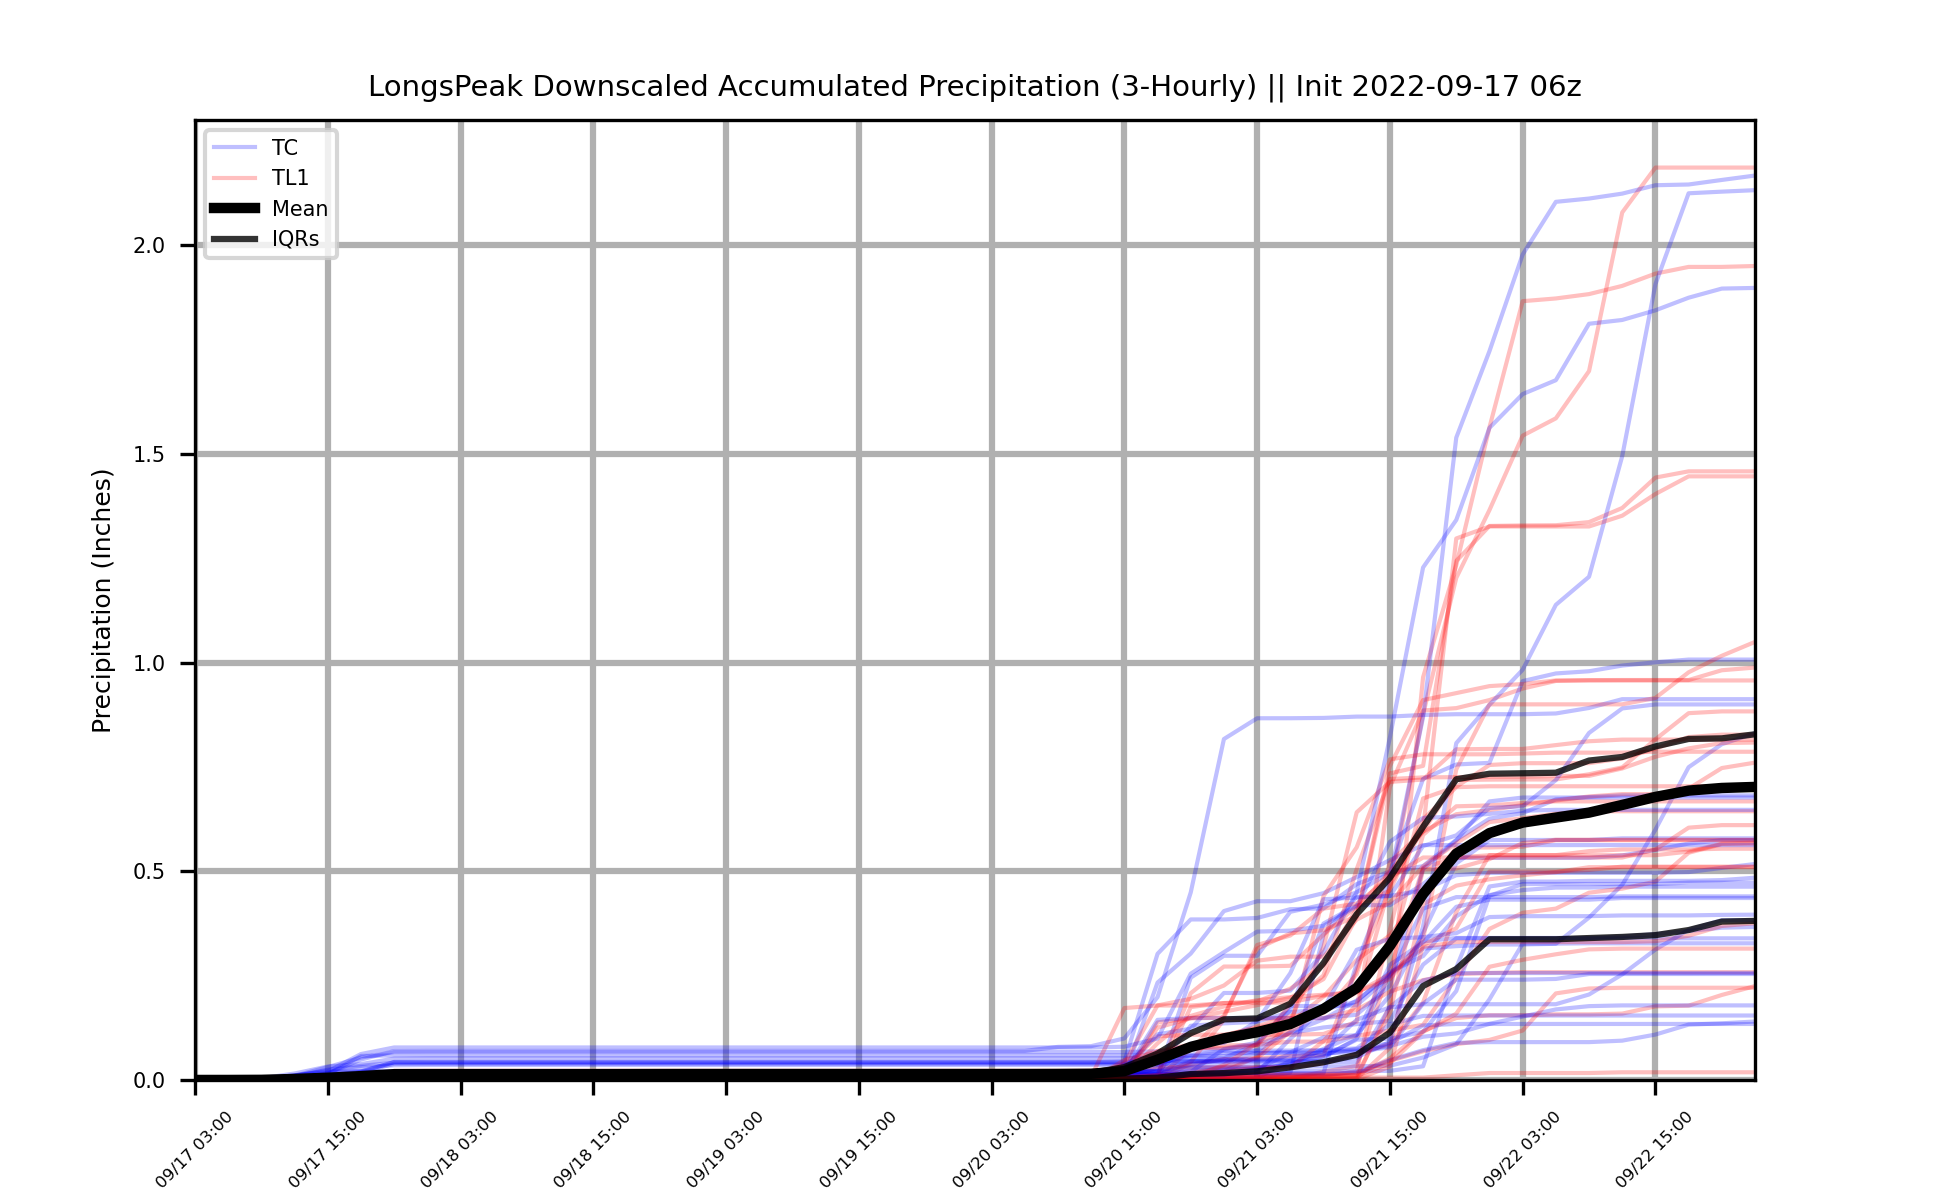 LongsPeak Downscaled Accumulated Precipitation (3-Hourly) || Init 2022-09-17 06z
TC
TL1
Mean
IQRs
Precipitation (Inches)
2.0
1.5
1.0
0.5
0.0
09/17 03:00
09/17 15:00
09/18 03:00
09/18 15:00
09/19 03:00
09/19 15:00
09/20 03:00
09/20 15:00
09/21 03:00
09/21 15:00
09/22 03:00
09/22 15:00